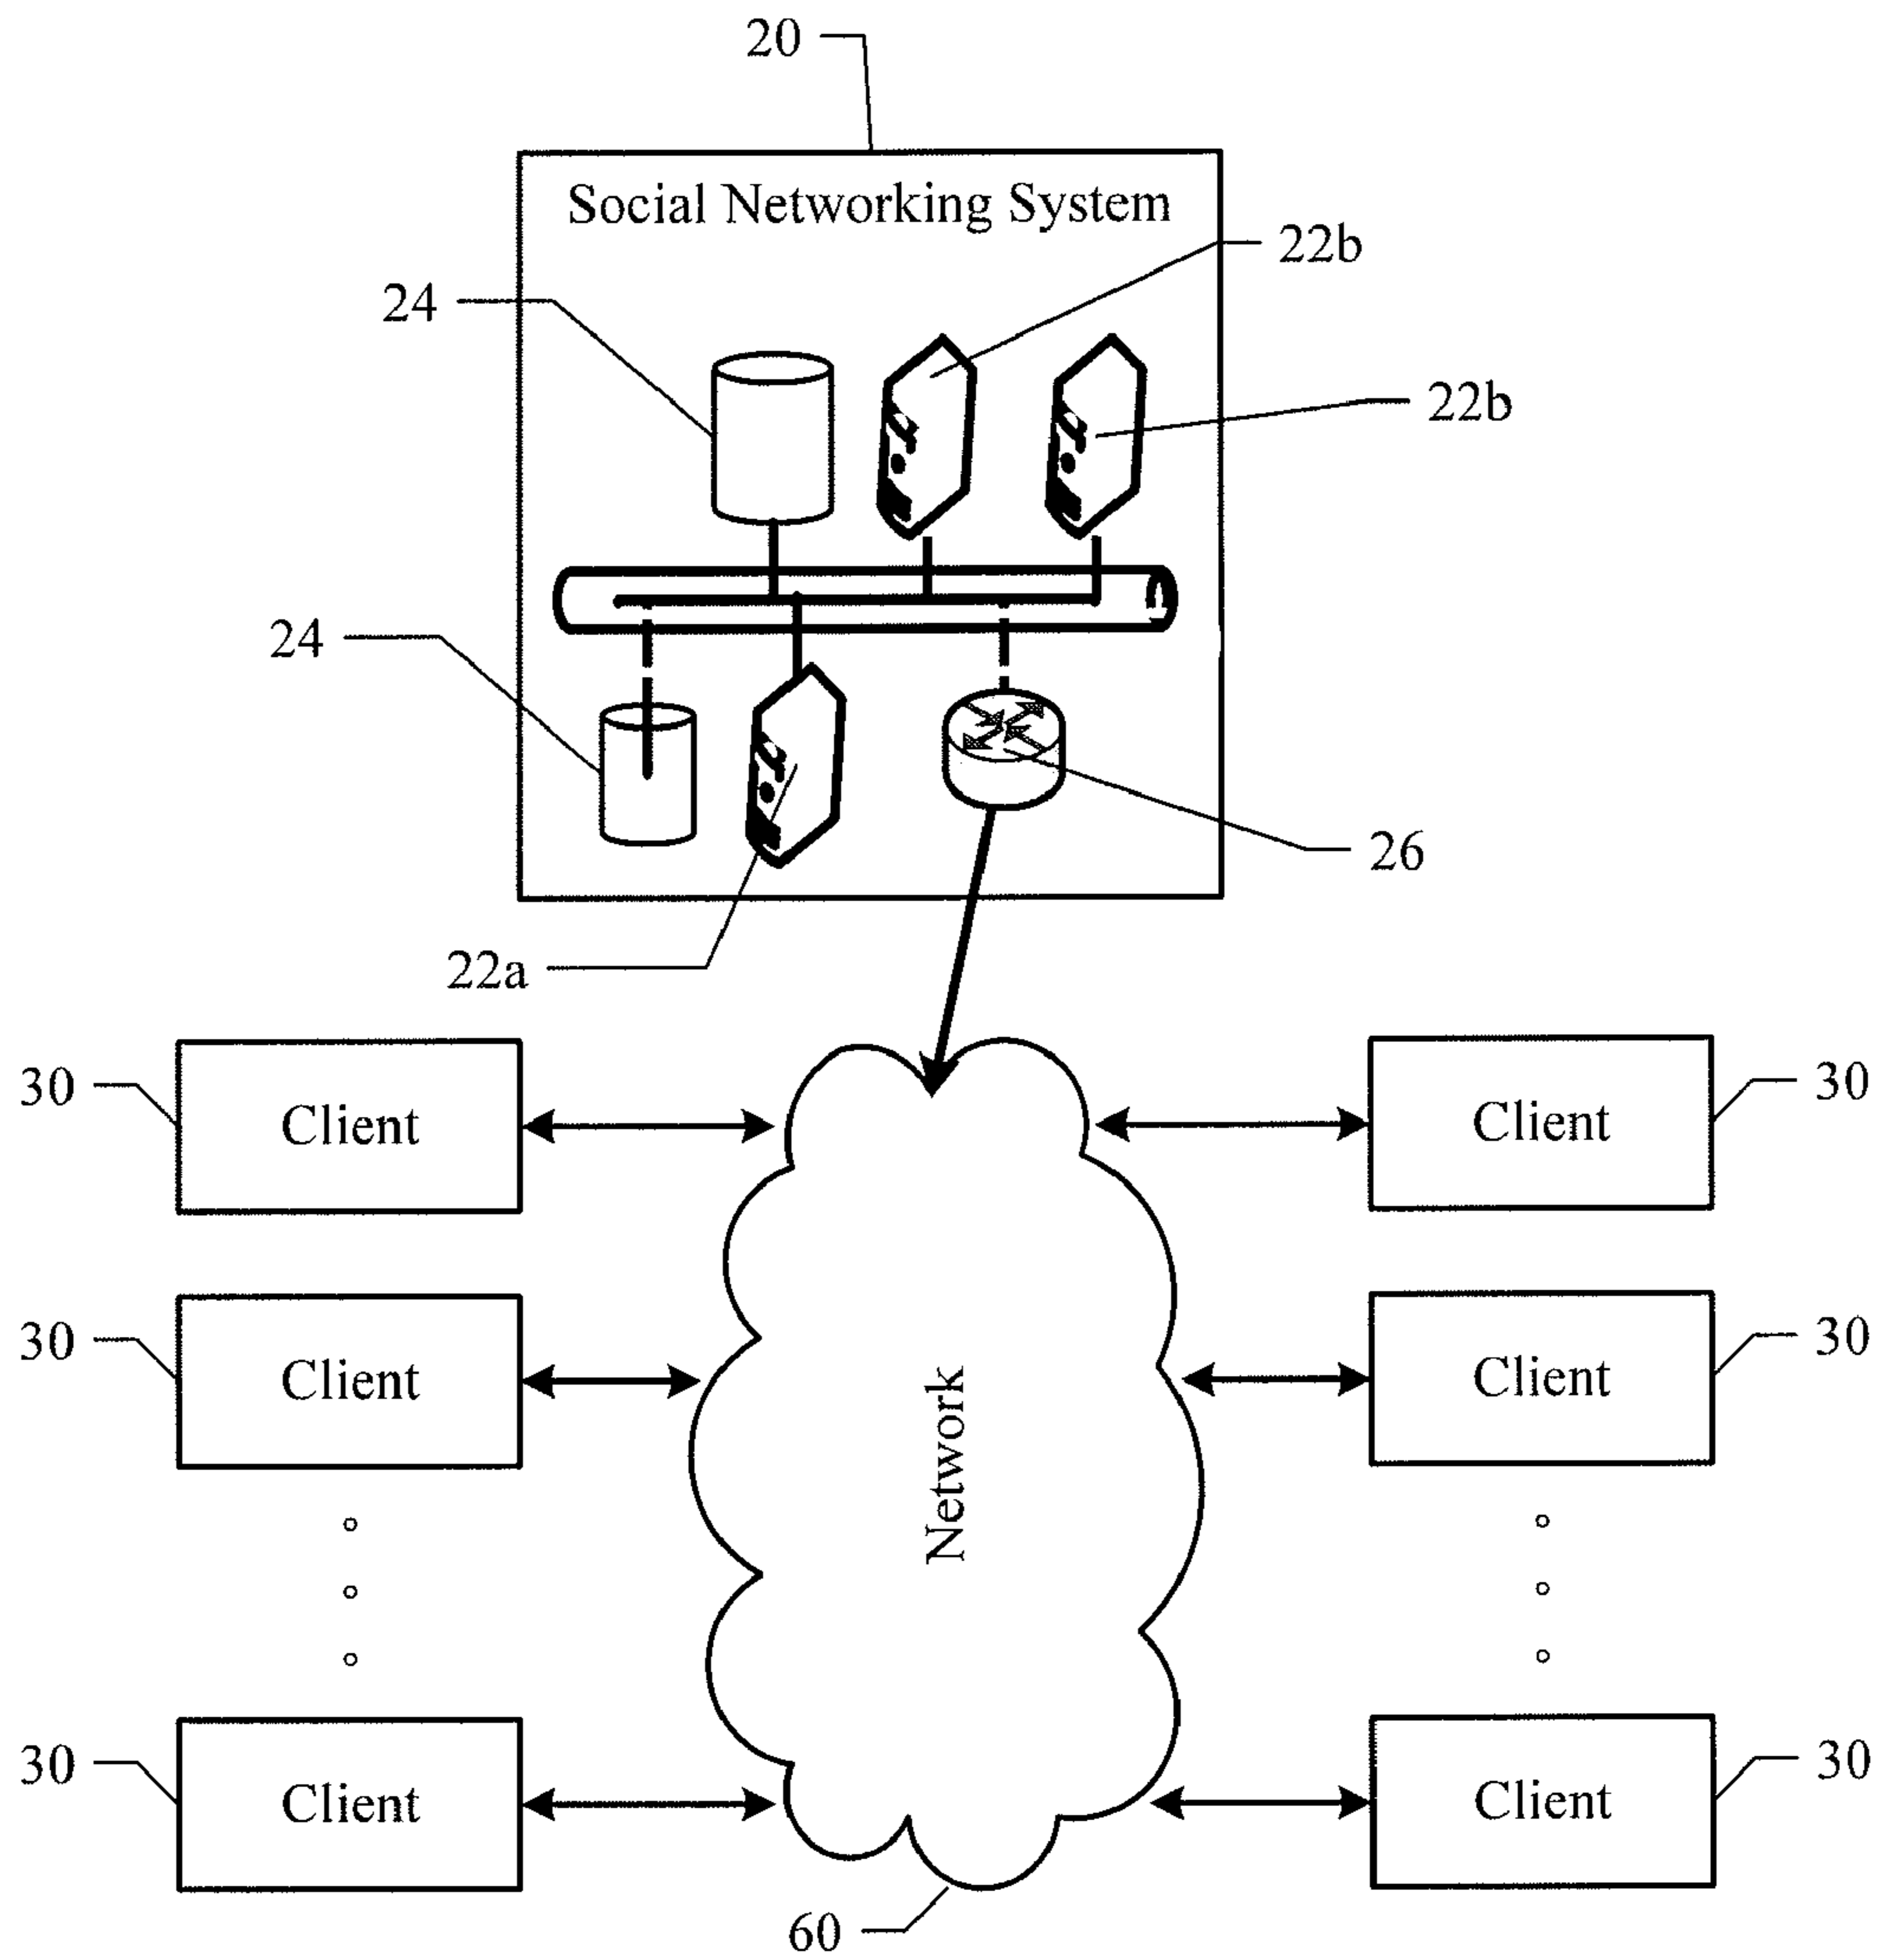 20
Social Networking System
22b
24
22b
24
26
22a
30
Client
Client
30
30
Client
Client
30
Network
30
Client
Client
30
60